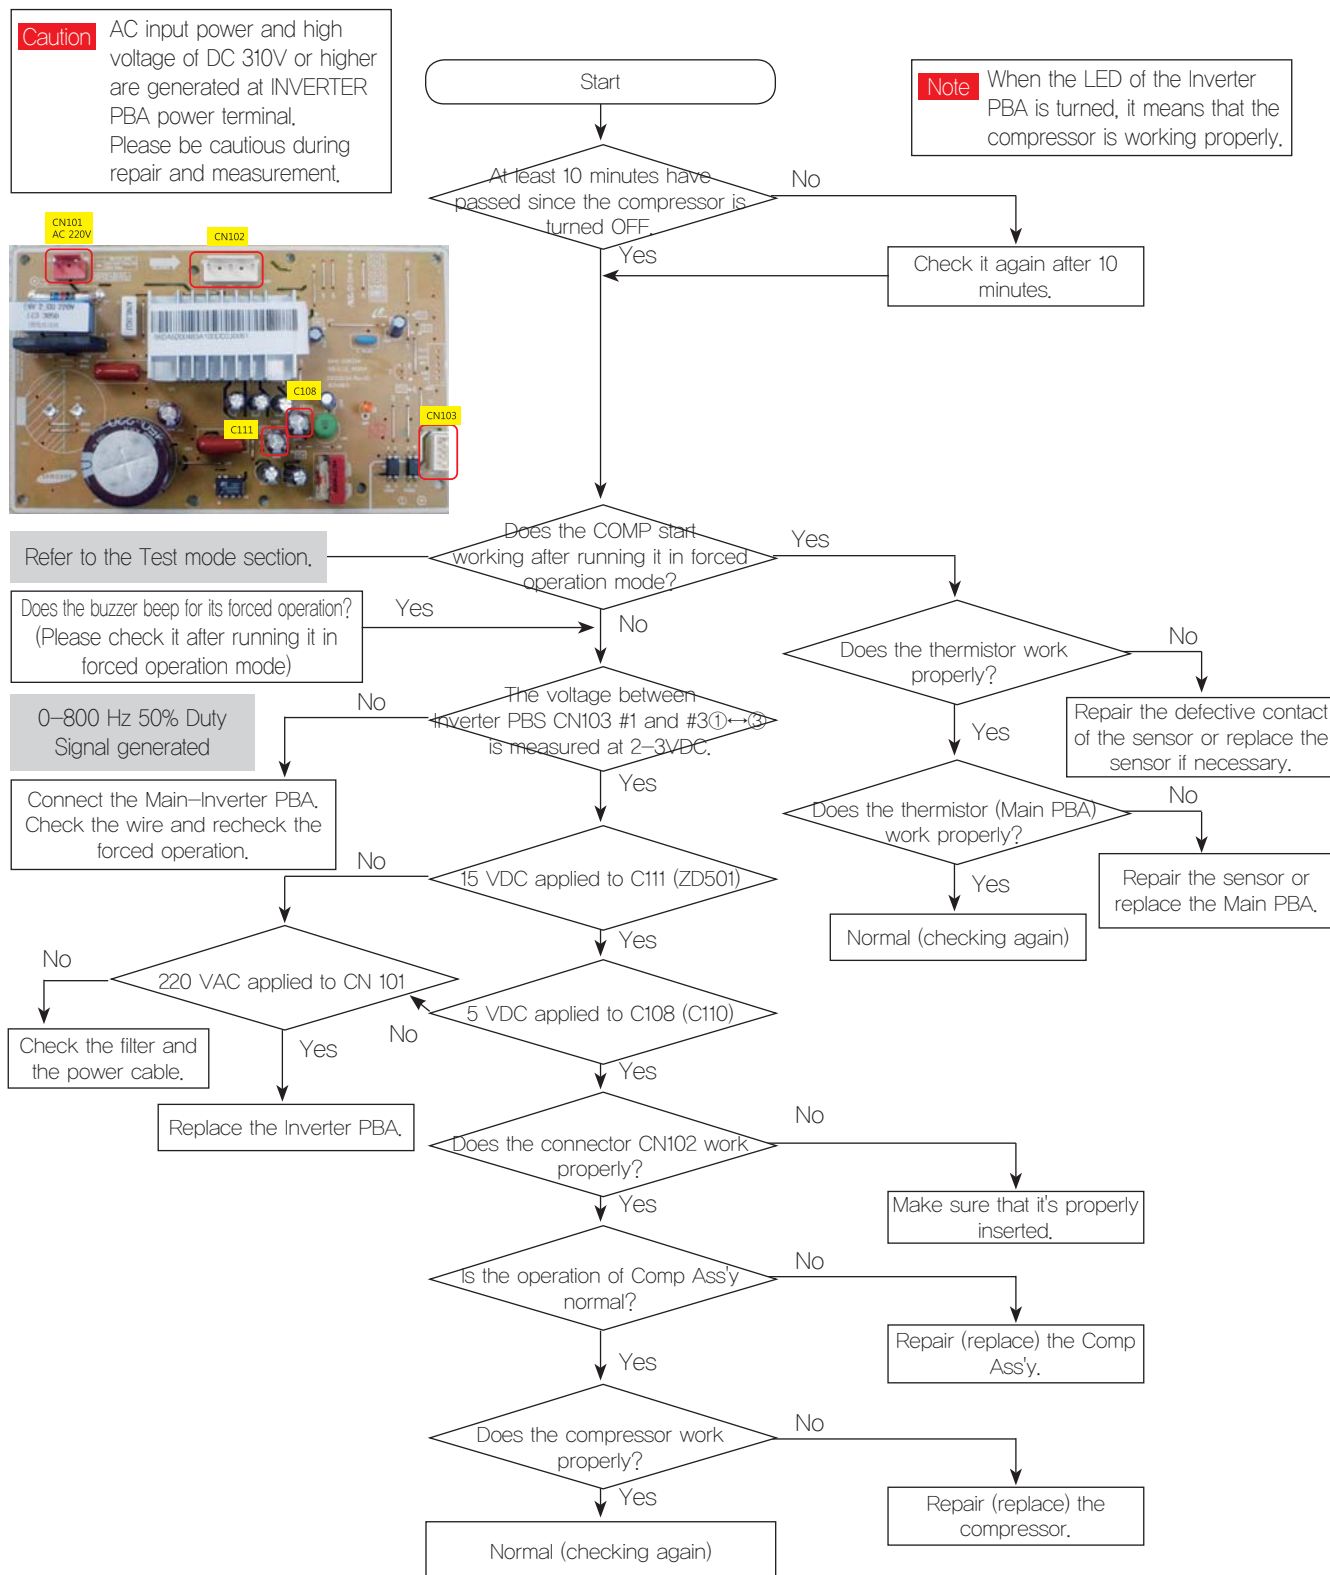 Caution
AC input power and high
voltage of DC 310V or higher
are generated at INVERTER
PBA power terminal.
Please be cautious during
repair and measurement.
Start
Note
When the LED of the Inverter
PBA is turned, it means that the
compressor is working properly.
At least 10 minutes have
passed since the compressor is
turned OFF.
No
Yes
Check it again after 10
minutes.
CN101
AC 220V
CN102
C108
C111
CN103
SAMSUNG
Does the COMP start
working after running it in forced
operation mode?
Yes
No
Refer to the Test mode section.
Does the buzzer beep for its forced operation?
(Please check it after running it in
forced operation mode)
Yes
Does the thermistor work
properly?
No
Yes
Repair the defective contact
of the sensor or replace the
sensor if necessary.
The voltage between
Inverter PBS CN103 #1 and #3①↔③
is measured at 2-3VDC.
No
Yes
0-800 Hz 50% Duty
Signal generated
Connect the Main-Inverter PBA.
Check the wire and recheck the
forced operation.
Does the thermistor (Main PBA)
work properly?
No
Yes
Repair the sensor or
replace the Main PBA.
Normal (checking again)
15 VDC applied to C111 (ZD501)
No
Yes
220 VAC applied to CN 101
No
Yes
Check the filter and
the power cable.
Replace the Inverter PBA.
5 VDC applied to C108 (C110)
No
Yes
Does the connector CN102 work
properly?
No
Yes
Make sure that it's properly
inserted.
Is the operation of Comp Ass'y
normal?
No
Yes
Repair (replace) the Comp
Ass'y.
Does the compressor work
properly?
No
Yes
Repair (replace) the
compressor.
Normal (checking again)